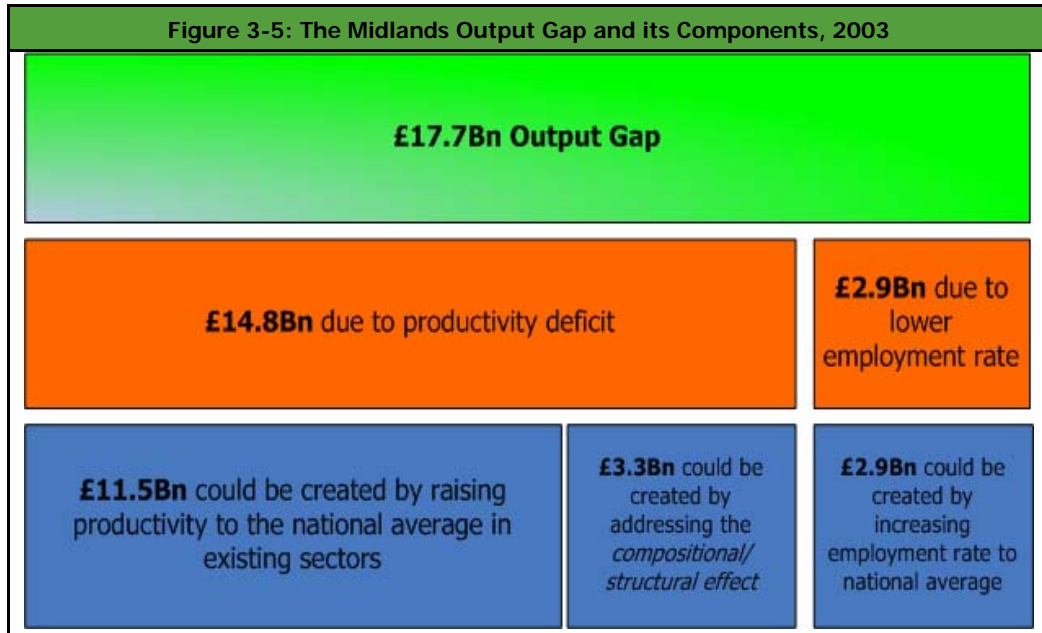 Figure 3-5: The Midlands Output Gap and its Components, 2003
£17.7Bn Output Gap
£14.8Bn due to productivity deficit
£2.9Bn due to
lower
employment rate
£11.5Bn could be created by raising
productivity to the national average in
existing sectors
£3.3Bn could be
created by
addressing the
compositional/
structural effect
£2.9Bn could be
created by
increasing
employment rate to
national average